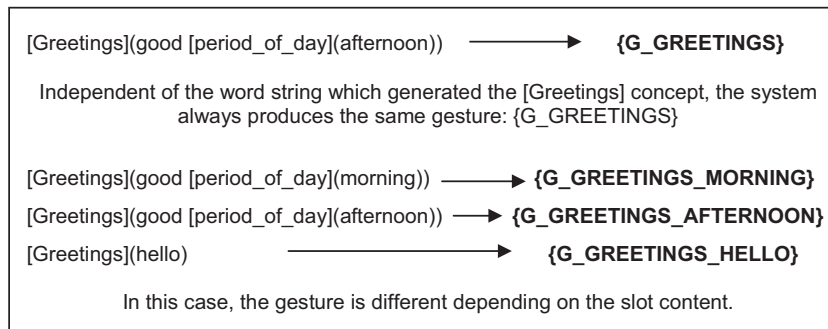 [Greetings](good [period_of_day](afternoon)) {G_GREETINGS}
Independent of the word string which generated the [Greetings] concept, the system
always produces the same gesture: {G_GREETINGS}
[Greetings](good [period_of_day](morning)) {G_GREETINGS_MORNING}
[Greetings](good [period_of_day](afternoon)) {G_GREETINGS_AFTERNOON}
[Greetings](hello) {G_GREETINGS_HELLO}
In this case, the gesture is different depending on the slot content.